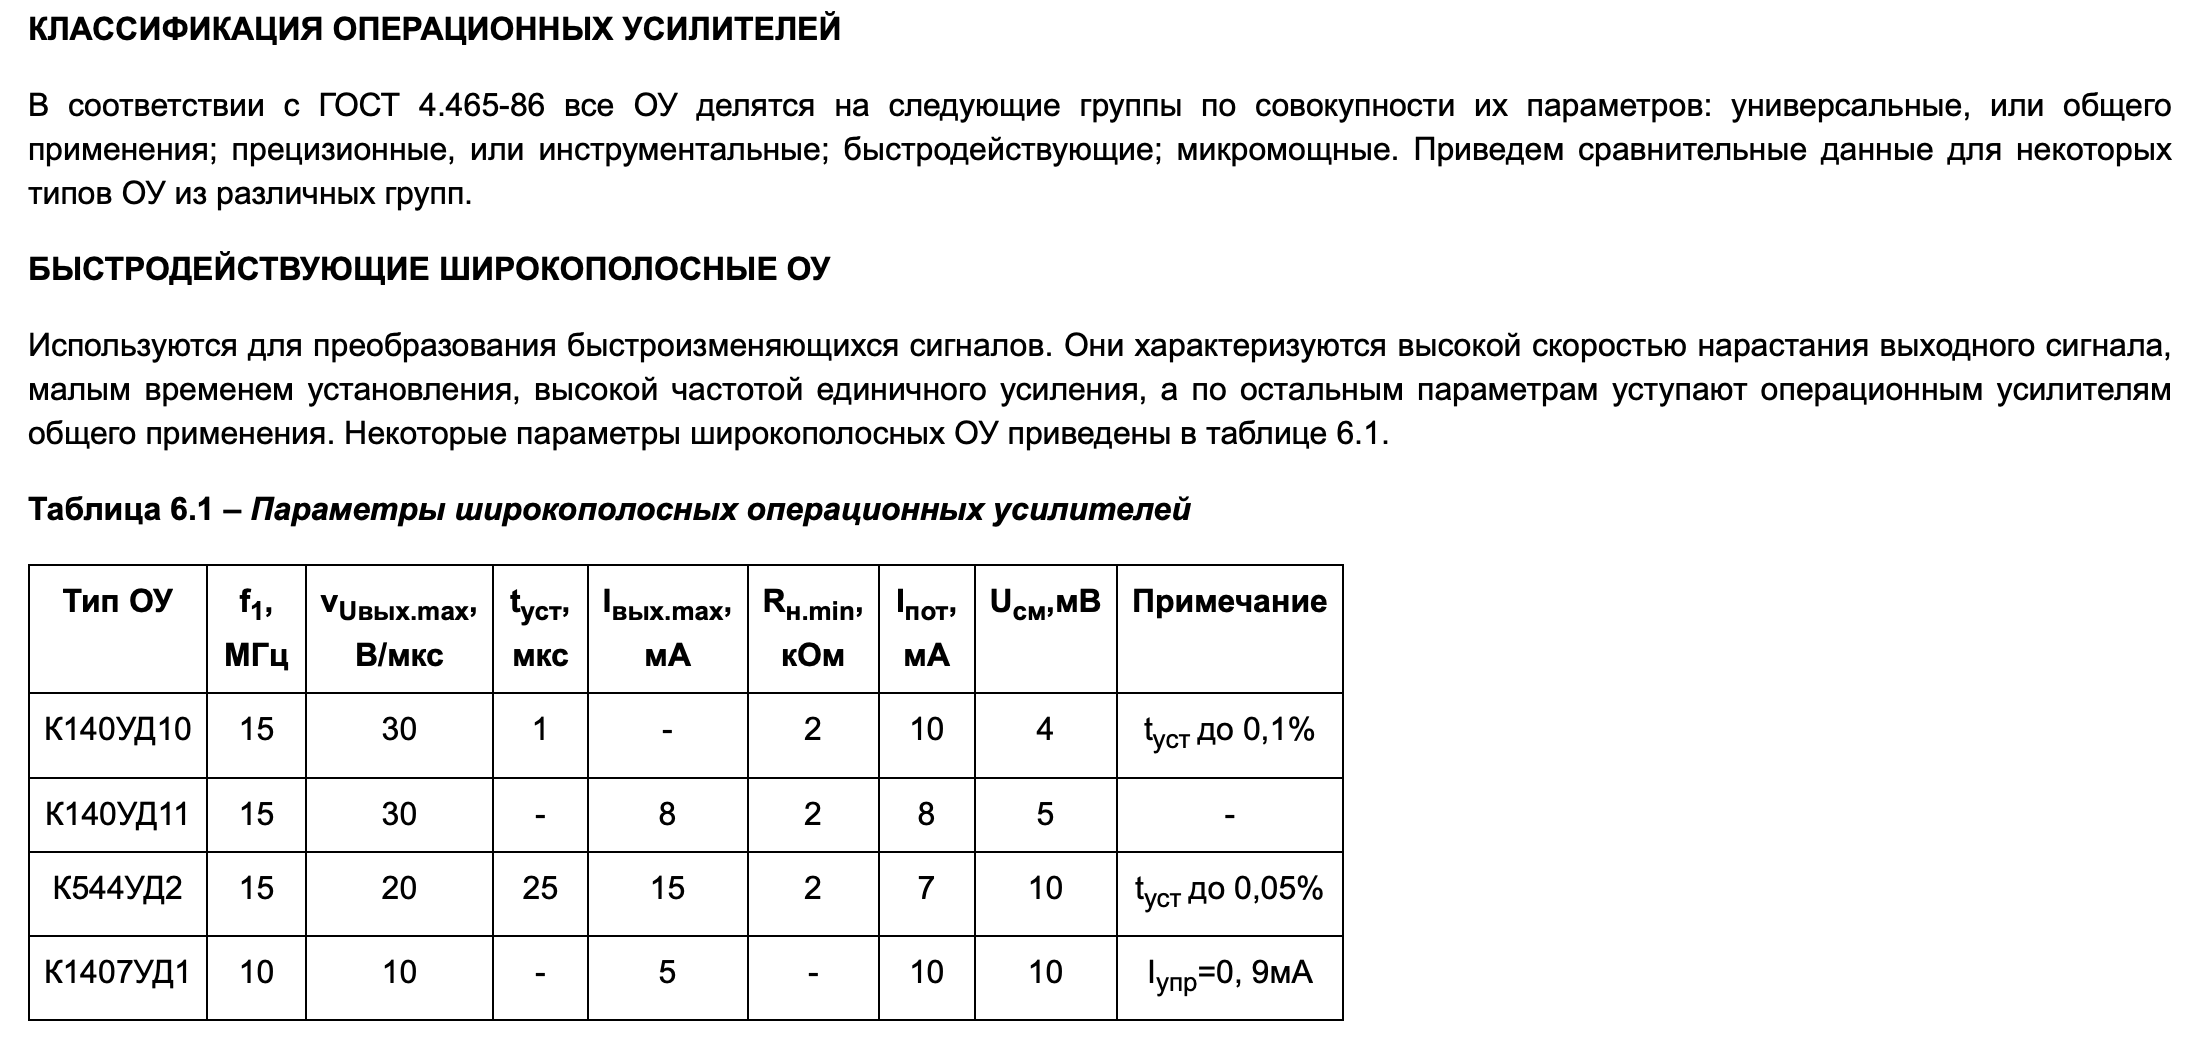 КЛАССИФИКАЦИЯ ОПЕРАЦИОННЫХ УСИЛИТЕЛЕЙ
В соответствии с ГОСТ 4.465-86 все ОУ делятся на следующие группы по совокупности их параметров: универсальные, или общего
применения; прецизионные, или инструментальные; быстродействующие; микромощные. Приведем сравнительные данные для некоторых
типов ОУ из различных групп.
БЫСТРОДЕЙСТВУЮЩИЕ ШИРОКОПОЛОСНЫЕ ОУ
Используются для преобразования быстроизменяющихся сигналов. Они характеризуются высокой скоростью нарастания выходного сигнала,
малым временем установления, высокой частотой единичного усиления, а по остальным параметрам уступают операционным усилителям
общего применения. Некоторые параметры широкополосных ОУ приведены в таблице 6.1.
Таблица 6.1 – Параметры широкополосных операционных усилителей
Тип ОУ f1, vUвых.max, tуст, Iвых.max, Rн.min, Iпот, Uсм,мВ Примечание
МГц В/мкс мкс мА кОм мА
К140УД10 15 30 1 - 2 10 4 tуст до 0,1%
К140УД11 15 30 - 8 2 8 5 -
К544УД2 15 20 25 15 2 7 10 tуст до 0,05%
К1407УД1 10 10 - 5 - 10 10 Iупр=0, 9мА